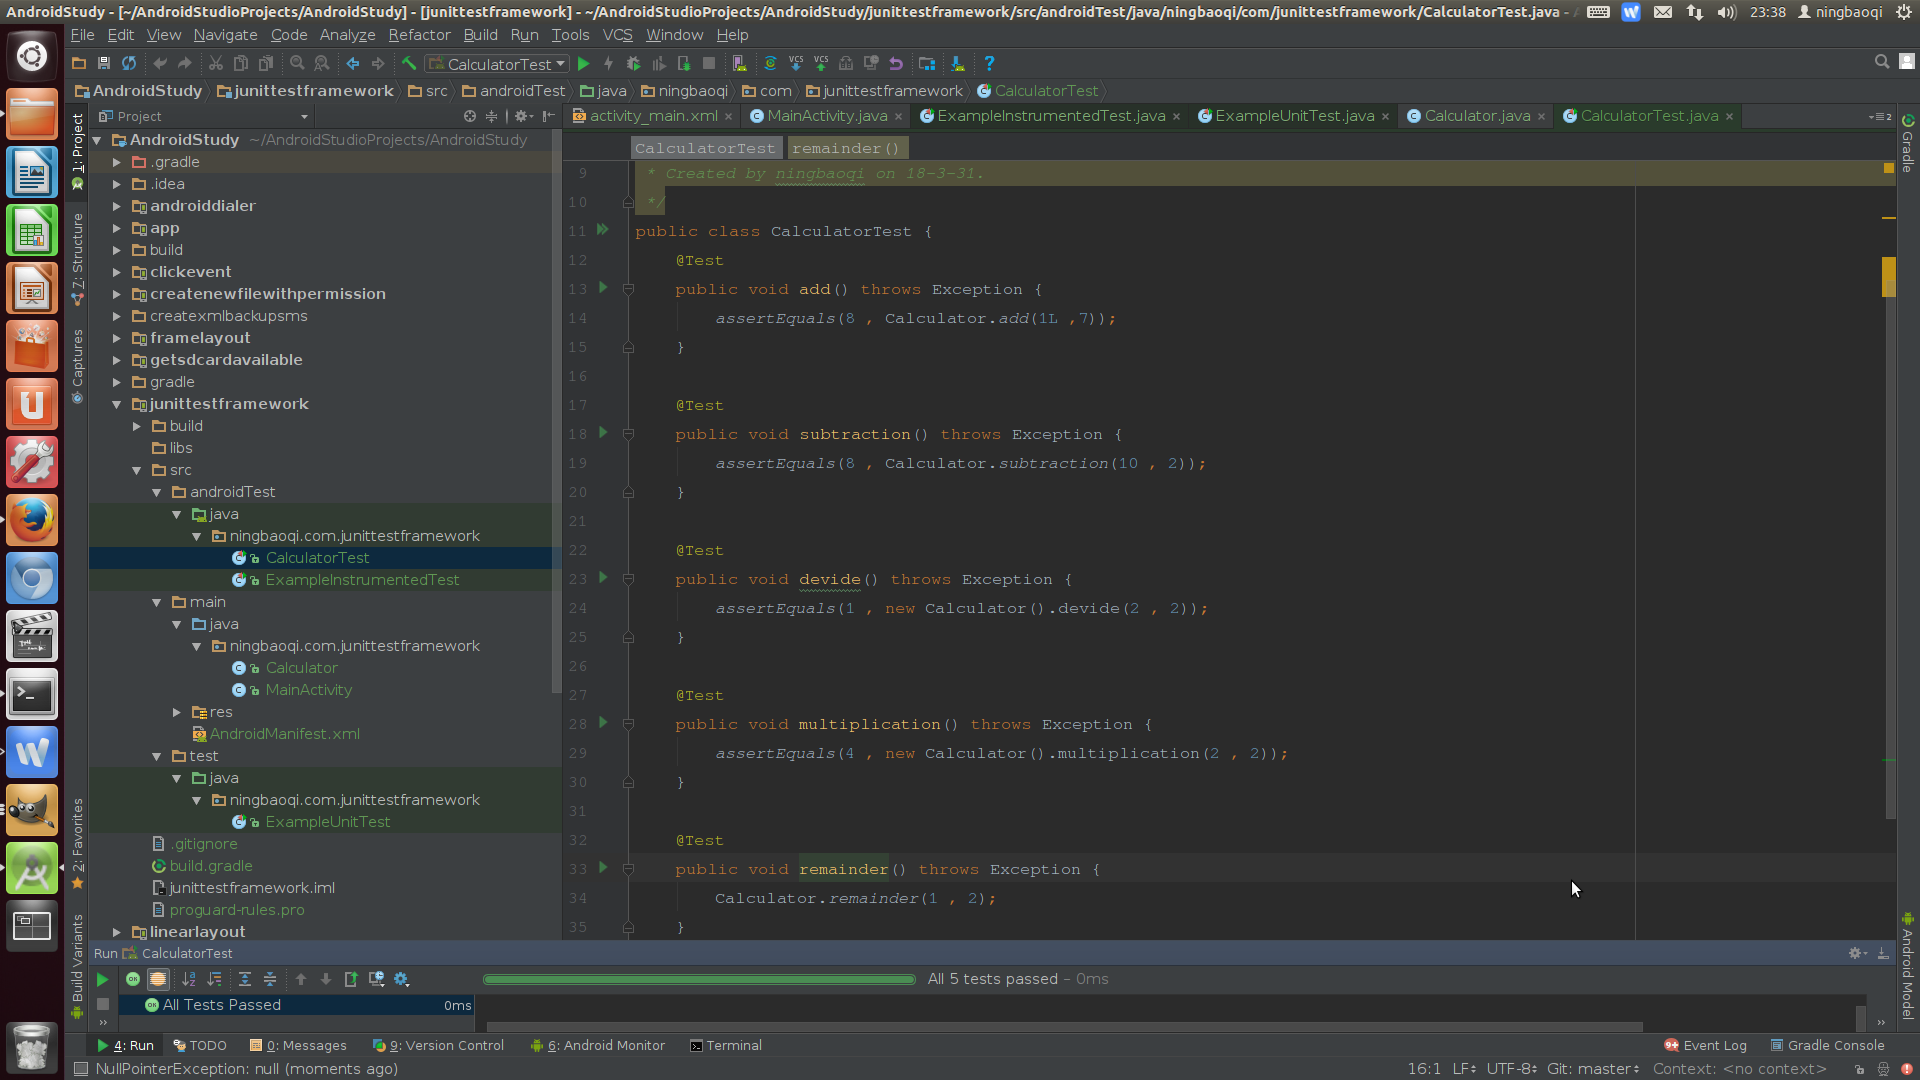 AndroidStudy - [~/AndroidStudioProjects/AndroidStudy] - [junittestframework] - ~/AndroidStudioProjects/AndroidStudy/junittestframework/src/androidTest/java/ningbaoqi/com/junittestframework/CalculatorTest.java - 23:38 ningbaoqi
File Edit View Navigate Code Analyze Refactor Build Run Tools VCS Window Help
CalculatorTest
AndroidStudy junittestframework src androidTest java ningbaoqi com junittestframework CalculatorTest
Project
activity_main.xml MainActivity.java ExampleInstrumentedTest.java ExampleUnitTest.java Calculator.java CalculatorTest.java
1: Project
7: Structure
Captures
2: Favorites
Build Variants
AndroidStudy ~/AndroidStudioProjects/AndroidStudy
.gradle
.idea
androiddialer
app
build
clickevent
createnewfilewithpermission
createxmlbackupsms
framelayout
getsdcardavailable
gradle
junittestframework
build
libs
src
androidTest
java
ningbaoqi.com.junittestframework
CalculatorTest
ExampleInstrumentedTest
main
java
ningbaoqi.com.junittestframework
Calculator
MainActivity
res
AndroidManifest.xml
test
java
ningbaoqi.com.junittestframework
ExampleUnitTest
.gitignore
build.gradle
junittestframework.iml
proguard-rules.pro
linearlayout
CalculatorTest remainder()
9 * Created by ningbaoqi on 18-3-31.
10 */
11 public class CalculatorTest {
12 @Test
13 public void add() throws Exception {
14 assertEquals(8 , Calculator.add(1L ,7));
15 }
16
17 @Test
18 public void subtraction() throws Exception {
19 assertEquals(8 , Calculator.subtraction(10 , 2));
20 }
21
22 @Test
23 public void devide() throws Exception {
24 assertEquals(1 , new Calculator().devide(2 , 2));
25 }
26
27 @Test
28 public void multiplication() throws Exception {
29 assertEquals(4 , new Calculator().multiplication(2 , 2));
30 }
31
32 @Test
33 public void remainder() throws Exception {
34 Calculator.remainder(1 , 2);
35 }
Gradle
Android Model
Run CalculatorTest
All 5 tests passed – 0ms
All Tests Passed 0ms
4: Run TODO 0: Messages 9: Version Control 6: Android Monitor Terminal Event Log Gradle Console
NullPointerException: null (moments ago) 16:1 LF UTF-8 Git: master Context: <no context>